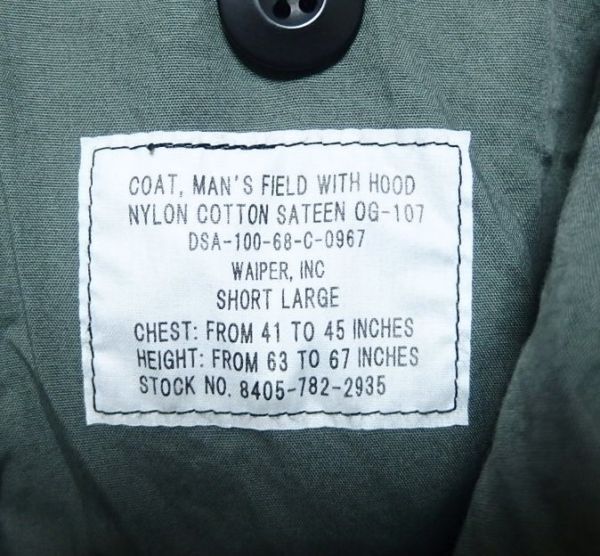 COAT, MAN'S FIELD WITH HOOD
NYLON COTTON SATEEN OG-107
DSA-100-68-C-0967
WAIPER, INC
SHORT LARGE
CHEST: FROM 41 TO 45 INCHES
HEIGHT: FROM 63 TO 67 INCHES
STOCK NO. 8405-782-2935